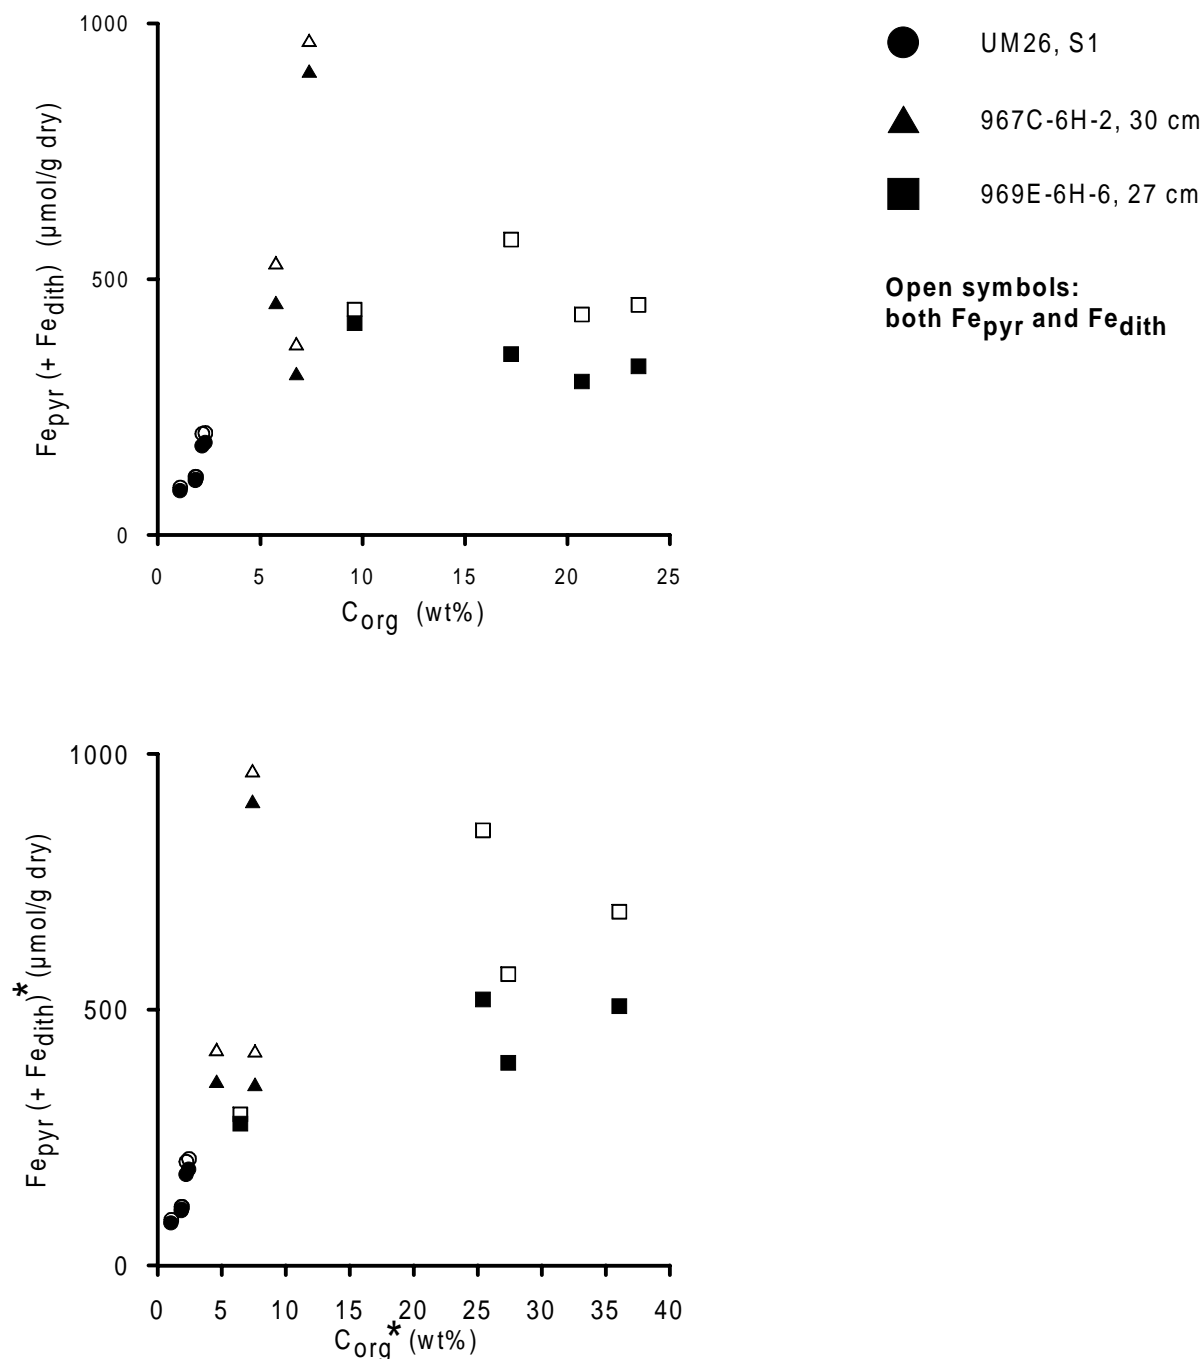 1000
500
0
Fepyr (+ Fedith) (µmol/g dry)
0 5 10 15 20 25
Corg (wt%)
UM26, S1
967C-6H-2, 30 cm
969E-6H-6, 27 cm
Open symbols:
both Fepyr and Fedith
1000
500
0
Fepyr (+ Fedith)* (µmol/g dry)
0 5 10 15 20 25 30 35 40
Corg* (wt%)